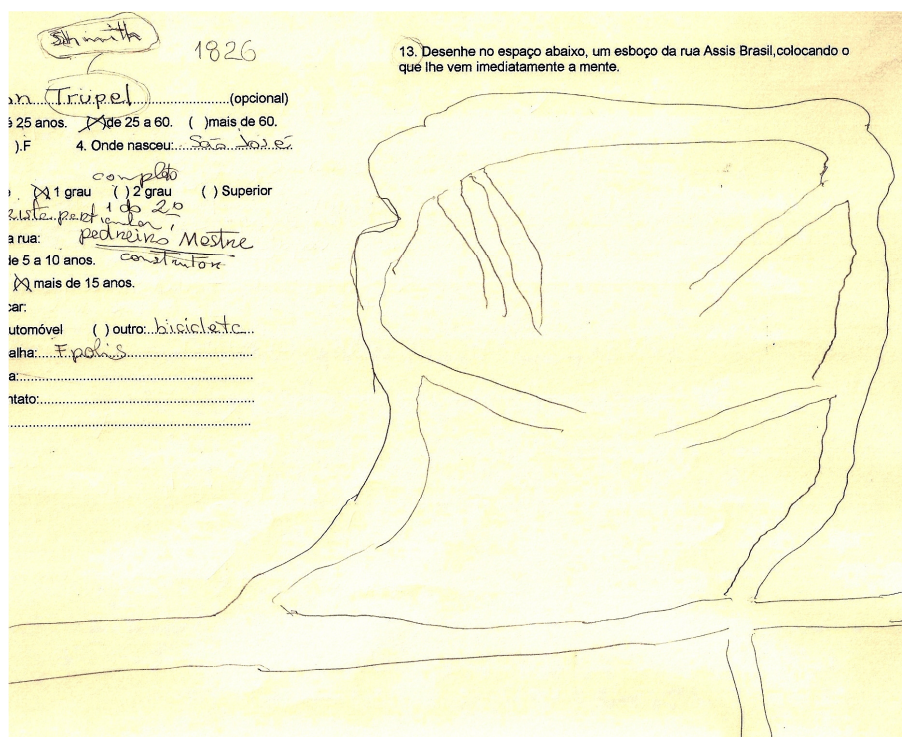 1826
13. Desenhe no espaço abaixo, um esboço da rua Assis Brasil,colocando o
que lhe vem imediatamente a mente.
n Trupel (opcional)
25 anos. (X)de 25 a 60. ( )mais de 60.
).F 4. Onde nasceu: São José
completo
(X)1 grau ( ) 2 grau ( ) Superior
1 do 2º
a rua: pedreiro Mestre
de 5 a 10 anos. construtor
(X) mais de 15 anos.
car:
utomóvel ( ) outro: bicicleta
alha: Fpolis
a:
ntato: